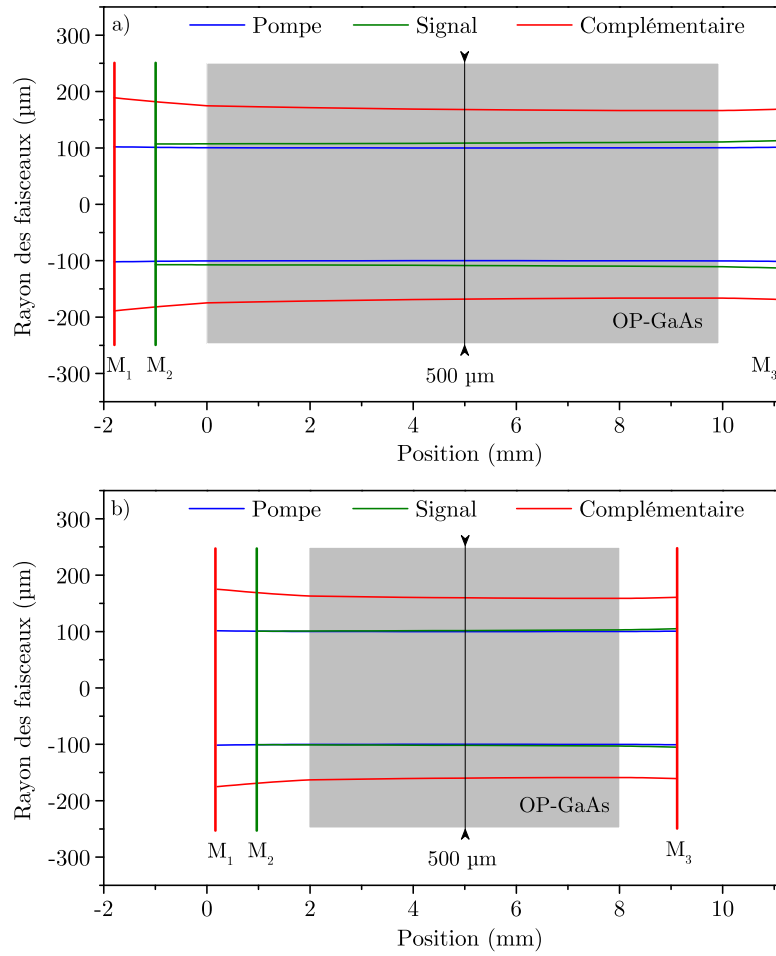 a)
Pompe
Signal
Complémentaire
350
300
200
100
0
-100
-200
-300
Rayon des faisceaux (µm)
OP-GaAs
500 µm
M1
M2
M3
-2
0
2
4
6
8
10
Position (mm)
b)
Pompe
Signal
Complémentaire
300
200
100
0
-100
-200
-300
Rayon des faisceaux (µm)
OP-GaAs
500 µm
M1
M2
M3
-2
0
2
4
6
8
10
Position (mm)